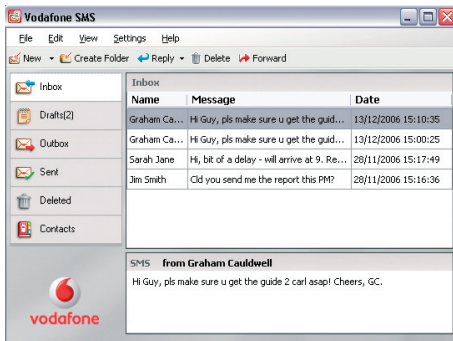 Vodafone SMS
File Edit View Settings Help
New Create Folder Reply Delete Forward
Inbox
Drafts(2)
Outbox
Sent
Deleted
Contacts
vodafone
Inbox
Name Message Date
Graham Ca... Hi Guy, pls make sure u get the guid... 13/12/2006 15:10:35
Graham Ca... Hi Guy, pls make sure u get the guid... 13/12/2006 15:00:25
Sarah Jane Hi, bit of a delay - will arrive at 9. Re... 28/11/2006 15:17:49
Jim Smith Cld you send me the report this PM? 28/11/2006 15:16:36
SMS from Graham Cauldwell
Hi Guy, pls make sure u get the guide 2 carl asap! Cheers, GC.